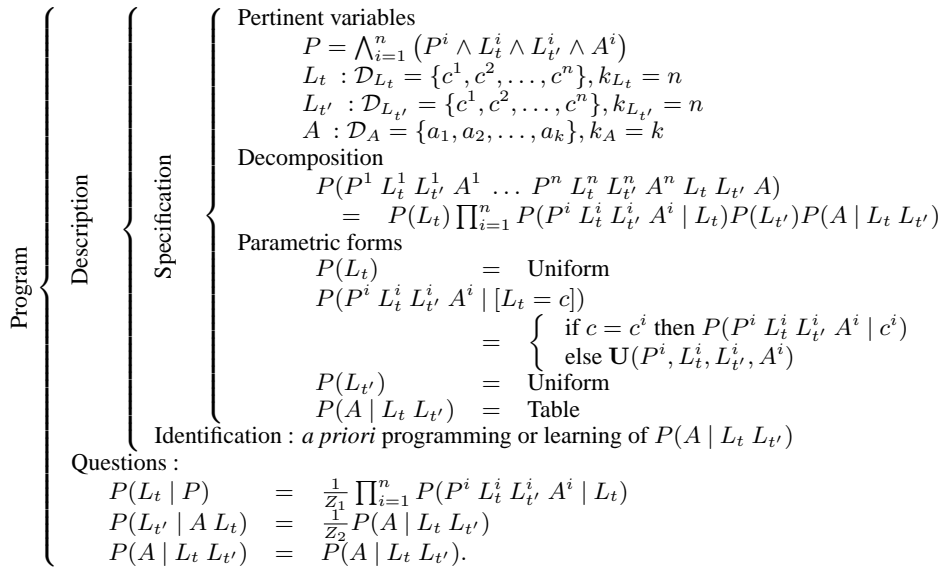 Program
Description
Specification
Pertinent variables
P = ⋀_{i=1}^{n} (P^i ∧ L_t^i ∧ L_{t′}^i ∧ A^i)
L_t : 𝒟_{L_t} = {c^1, c^2, …, c^n}, k_{L_t} = n
L_{t′} : 𝒟_{L_{t′}} = {c^1, c^2, …, c^n}, k_{L_{t′}} = n
A : 𝒟_A = {a_1, a_2, …, a_k}, k_A = k
Decomposition
P(P^1 L_t^1 L_{t′}^1 A^1 … P^n L_t^n L_{t′}^n A^n L_t L_{t′} A)
= P(L_t) ∏_{i=1}^{n} P(P^i L_t^i L_{t′}^i A^i | L_t)P(L_{t′})P(A | L_t L_{t′})
Parametric forms
P(L_t) = Uniform
P(P^i L_t^i L_{t′}^i A^i | [L_t = c])
= { if c = c^i then P(P^i L_t^i L_{t′}^i A^i | c^i)
else U(P^i, L_t^i, L_{t′}^i, A^i)
P(L_{t′}) = Uniform
P(A | L_t L_{t′}) = Table
Identification : a priori programming or learning of P(A | L_t L_{t′})
Questions :
P(L_t | P) = 1/Z_1 ∏_{i=1}^{n} P(P^i L_t^i L_{t′}^i A^i | L_t)
P(L_{t′} | A L_t) = 1/Z_2 P(A | L_t L_{t′})
P(A | L_t L_{t′}) = P(A | L_t L_{t′}).